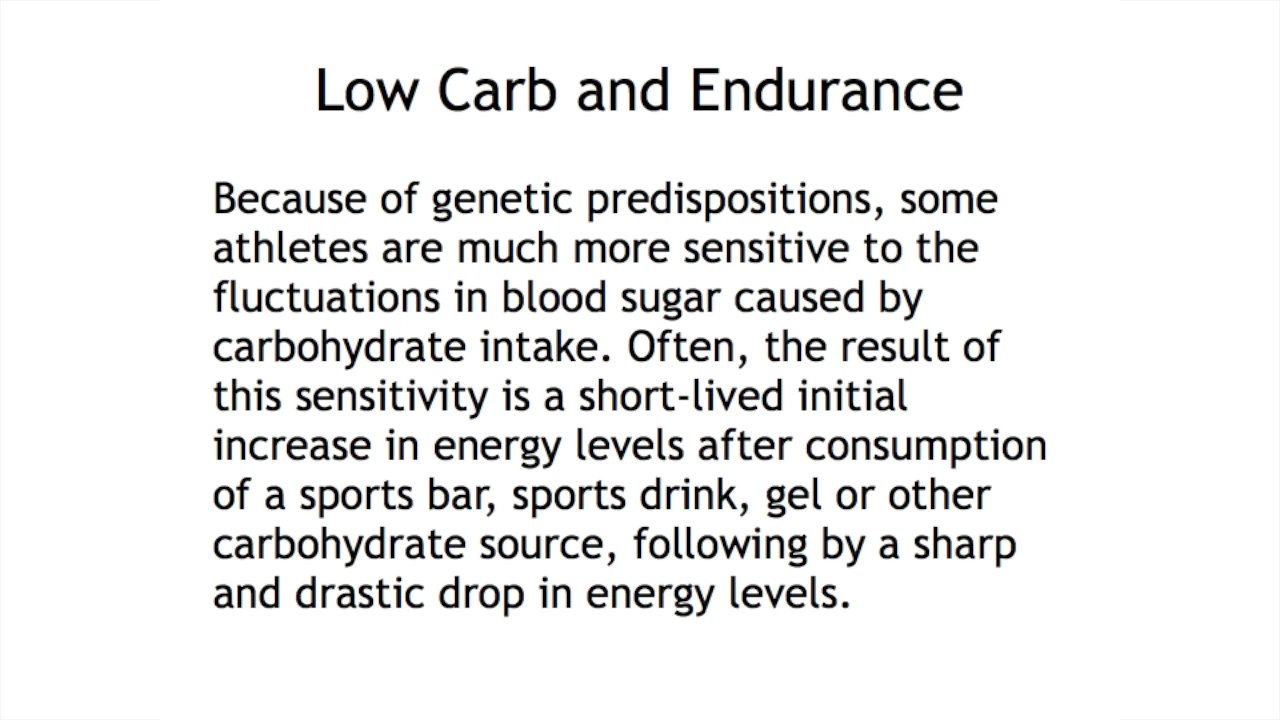 Low Carb and Endurance
Because of genetic predispositions, some
athletes are much more sensitive to the
fluctuations in blood sugar caused by
carbohydrate intake. Often, the result of
this sensitivity is a short-lived initial
increase in energy levels after consumption
of a sports bar, sports drink, gel or other
carbohydrate source, following by a sharp
and drastic drop in energy levels.